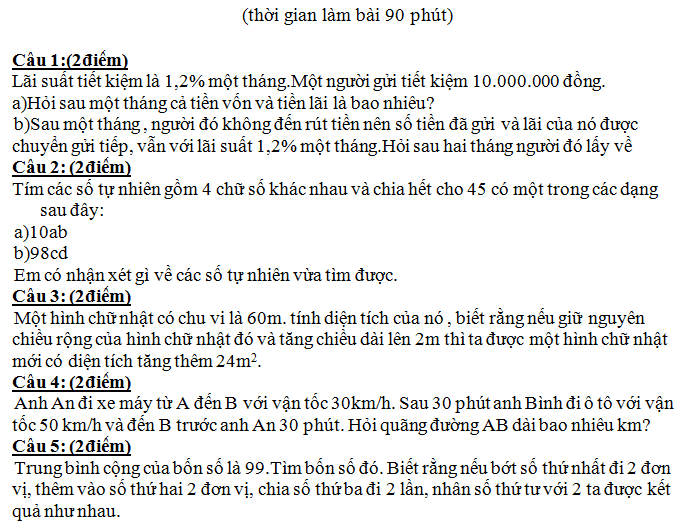 (thời gian làm bài 90 phút)
Câu 1:(2điểm)
Lãi suất tiết kiệm là 1,2% một tháng.Một người gửi tiết kiệm 10.000.000 đồng.
a)Hỏi sau một tháng cả tiền vốn và tiền lãi là bao nhiêu?
b)Sau một tháng, người đó không đến rút tiền nên số tiền đã gửi và lãi của nó được
chuyển gửi tiếp, vẫn với lãi suất 1,2% một tháng.Hỏi sau hai tháng người đó lấy về
Câu 2: (2điểm)
Tím các số tự nhiên gồm 4 chữ số khác nhau và chia hết cho 45 có một trong các dạng
sau đây:
a)10ab
b)98cd
Em có nhận xét gì về các số tự nhiên vừa tìm được.
Câu 3: (2điểm)
Một hình chữ nhật có chu vi là 60m. tính diện tích của nó , biết rằng nếu giữ nguyên
chiều rộng của hình chữ nhật đó và tăng chiều dài lên 2m thì ta được một hình chữ nhật
mới có diện tích tăng thêm 24m².
Câu 4: (2điểm)
Anh An đi xe máy từ A đến B với vận tốc 30km/h. Sau 30 phút anh Bình đi ô tô với vận
tốc 50 km/h và đến B trước anh An 30 phút. Hỏi quãng đường AB dài bao nhiêu km?
Câu 5: (2điểm)
Trung bình cộng của bốn số là 99.Tìm bốn số đó. Biết rằng nếu bớt số thứ nhất đi 2 đơn
vị, thêm vào số thứ hai 2 đơn vị, chia số thứ ba đi 2 lần, nhân số thứ tư với 2 ta được kết
quả như nhau.